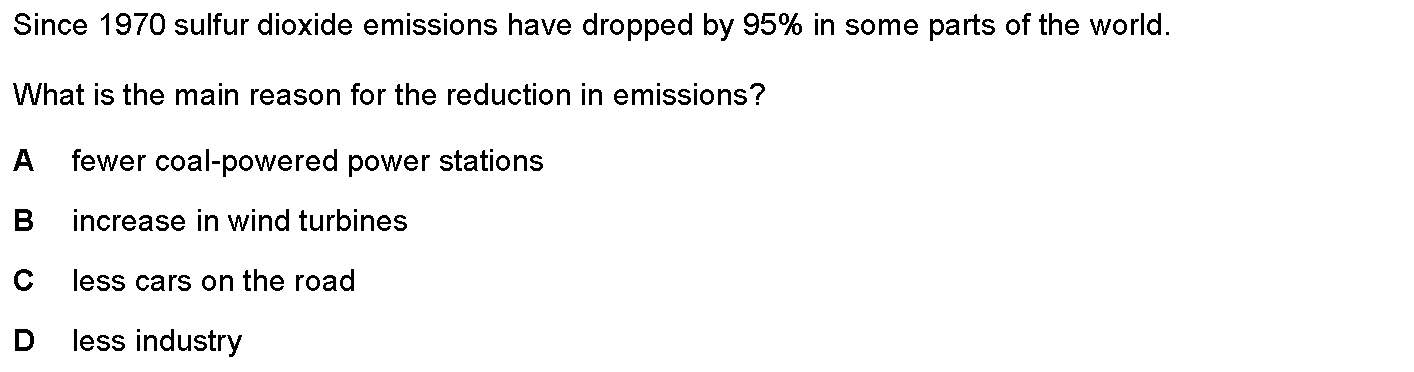 Since 1970 sulfur dioxide emissions have dropped by 95% in some parts of the world.
What is the main reason for the reduction in emissions?
A fewer coal-powered power stations
B increase in wind turbines
C less cars on the road
D less industry